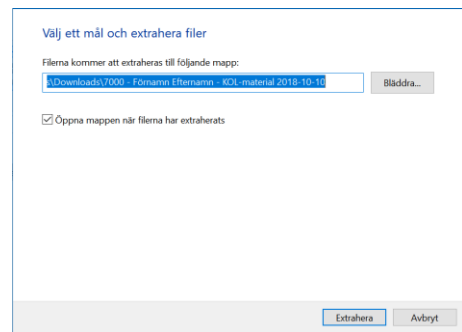 Välj ett mål och extrahera filer
Filerna kommer att extraheras till följande mapp:
s\Downloads\7000 - Förnamn Efternamn - KOL-material 2018-10-10
Bläddra...
Öppna mappen när filerna har extraherats
Extrahera
Avbryt